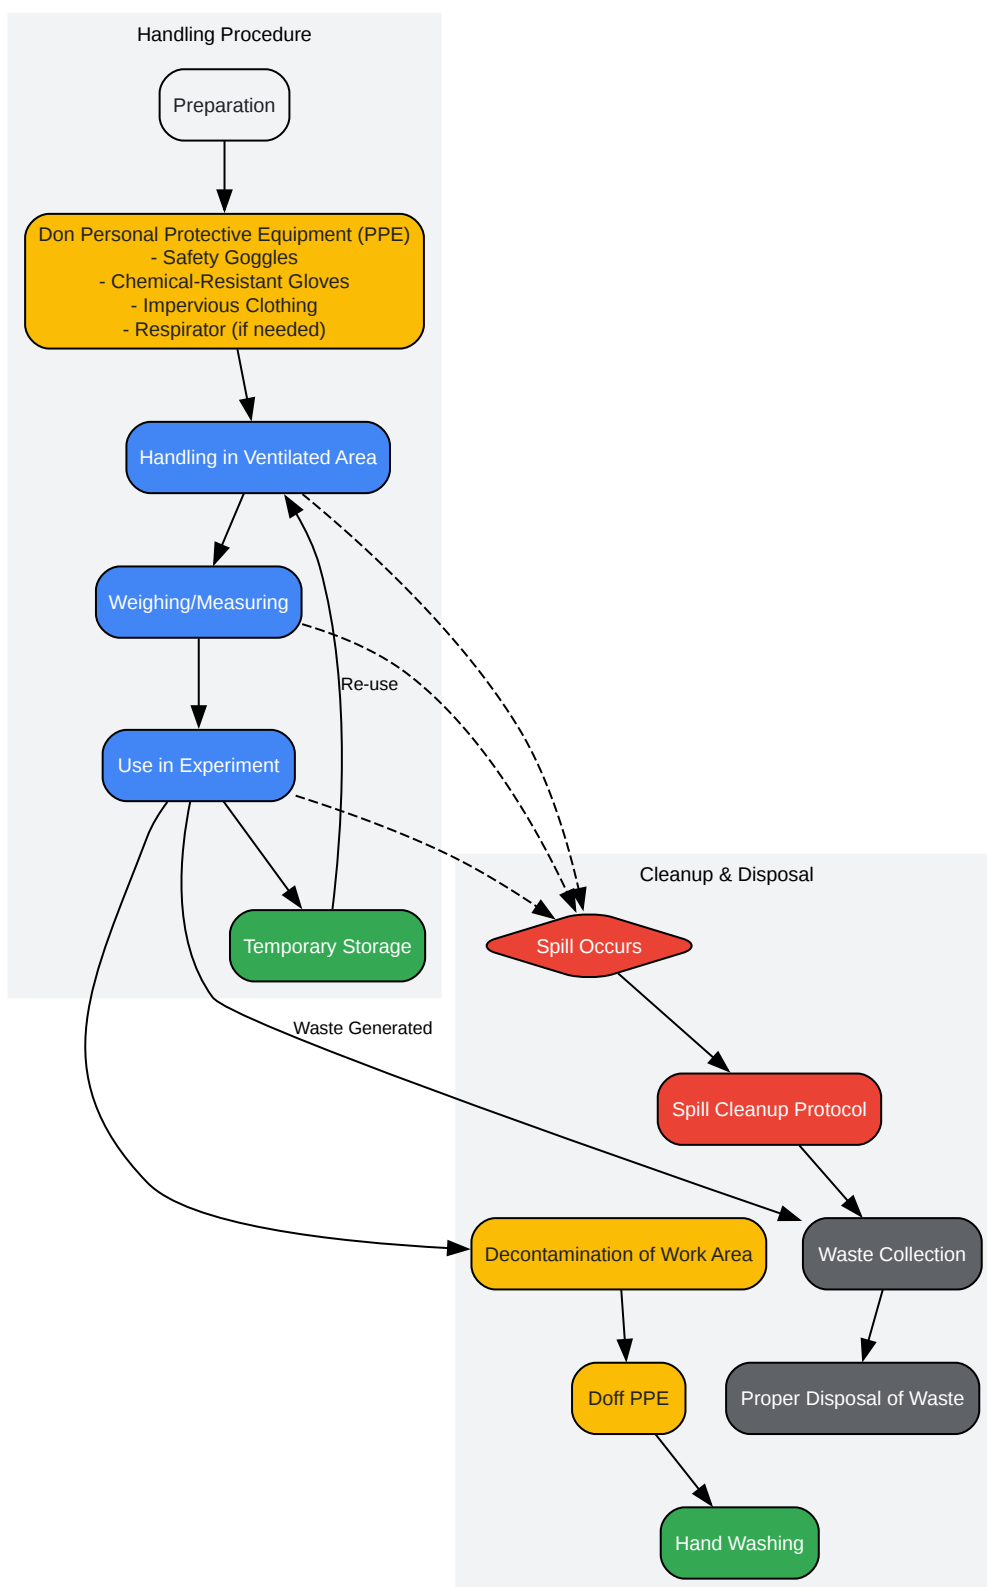 Handling Procedure
Preparation
Don Personal Protective Equipment (PPE)
- Safety Goggles
- Chemical-Resistant Gloves
- Impervious Clothing
- Respirator (if needed)
Handling in Ventilated Area
Weighing/Measuring
Re-use
Use in Experiment
Temporary Storage
Waste Generated
Cleanup & Disposal
Spill Occurs
Spill Cleanup Protocol
Decontamination of Work Area
Waste Collection
Doff PPE
Proper Disposal of Waste
Hand Washing